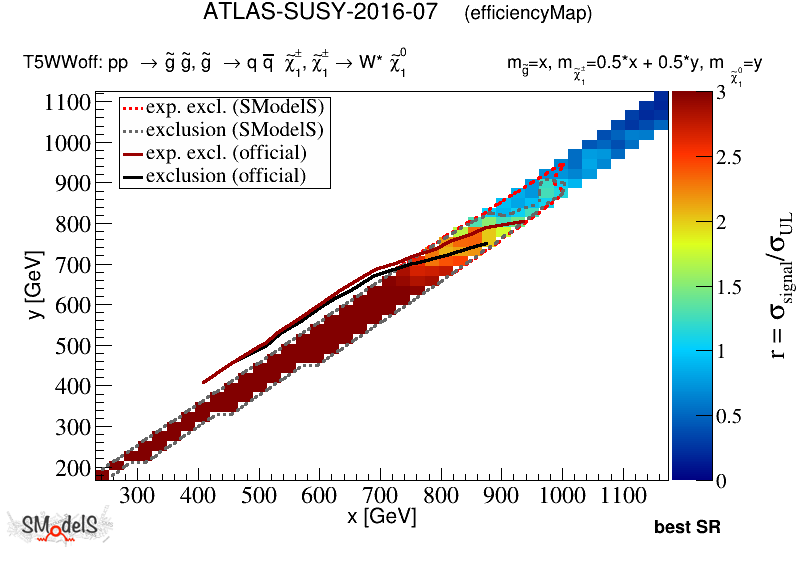 ATLAS-SUSY-2016-07 (efficiencyMap)
T5WWoff: pp → g̃ g̃, g̃ → q q̅ χ̃₁±, χ̃₁± → W* χ̃₁⁰
m_g̃=x, m_χ̃₁±=0.5*x + 0.5*y, m_χ̃₁⁰=y
exp. excl. (SModelS)
exclusion (SModelS)
exp. excl. (official)
exclusion (official)
1100
1000
900
800
700
600
500
400
300
200
y [GeV]
300 400 500 600 700 800 900 1000 1100
x [GeV]
3
2.5
2
1.5
1
0.5
0
r = σ_signal/σ_UL
SModelS
best SR